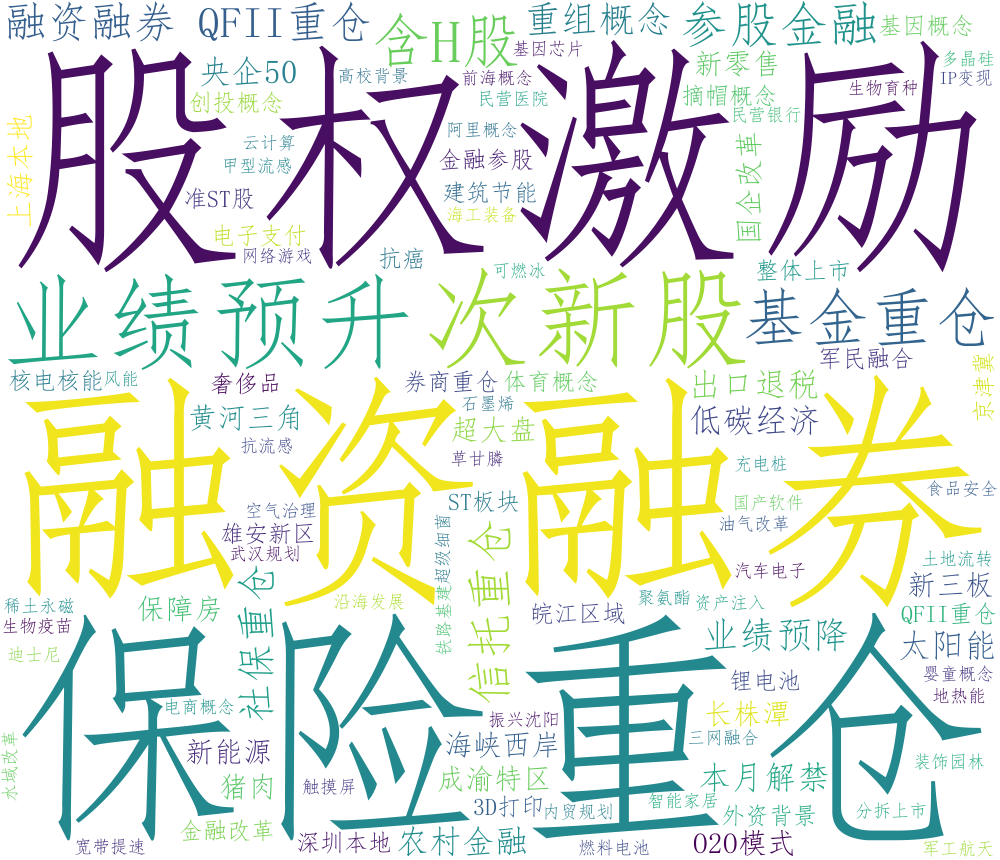 融资融券
QFII重仓
含H股
重组概念
参股金融
基因概念
多晶硅
基因芯片
央企50
高校背景
前海概念
新零售
生物育种
IP变现
创投概念
民营医院
摘帽概念
民营银行
上海本地
股权激励
云计算
阿里概念
甲型流感
金融参股
国企改革
准ST股
建筑节能
海工装备
电子支付
网络游戏
抗癌
可燃冰
整体上市
业绩预升
次新股
基金重仓
军民融合
京津冀
核电核能
风能
奢侈品
券商重仓
体育概念
出口退税
石墨烯
黄河三角
低碳经济
抗流感
超大盘
草甘膦
充电桩
融资融券
食品安全
ST板块
国产软件
空气治理
油气改革
雄安新区
武汉规划
超级细菌
铁路基建
信托重仓
汽车电子
土地流转
新三板
社保重仓
聚氨酯
资产注入
稀土永磁
保障房
沿海发展
皖江区域
QFII重仓
生物疫苗
业绩预降
太阳能
迪士尼
婴童概念
锂电池
地热能
保险重仓
电商概念
振兴沈阳
长株潭
新能源
海峡西岸
三网融合
水域改革
装饰园林
猪肉
触摸屏
成渝特区
本月解禁
3D打印
内贸规划
智能家居
外资背景
分拆上市
金融改革
深圳本地
农村金融
宽带提速
燃料电池
O2O模式
军工航天